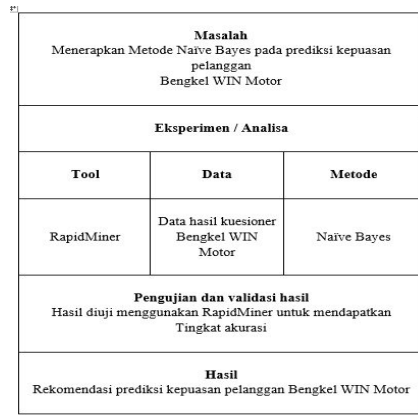 Masalah
Menerapkan Metode Naïve Bayes pada prediksi kepuasan
pelanggan
Bengkel WIN Motor
Eksperimen / Analisa
Tool
Data
Metode
RapidMiner
Data hasil kuesioner
Bengkel WIN
Motor
Naïve Bayes
Pengujian dan validasi hasil
Hasil diuji menggunakan RapidMiner untuk mendapatkan
Tingkat akurasi
Hasil
Rekomendasi prediksi kepuasan pelanggan Bengkel WIN Motor